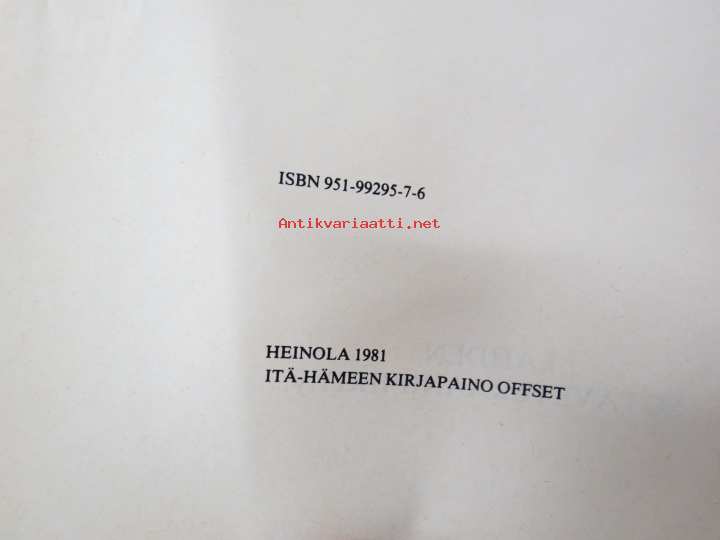 ISBN 951-99295-7-6
Antikvariaatti.net
HEINOLA 1981
ITÄ-HÄMEEN KIRJAPAINO OFFSET